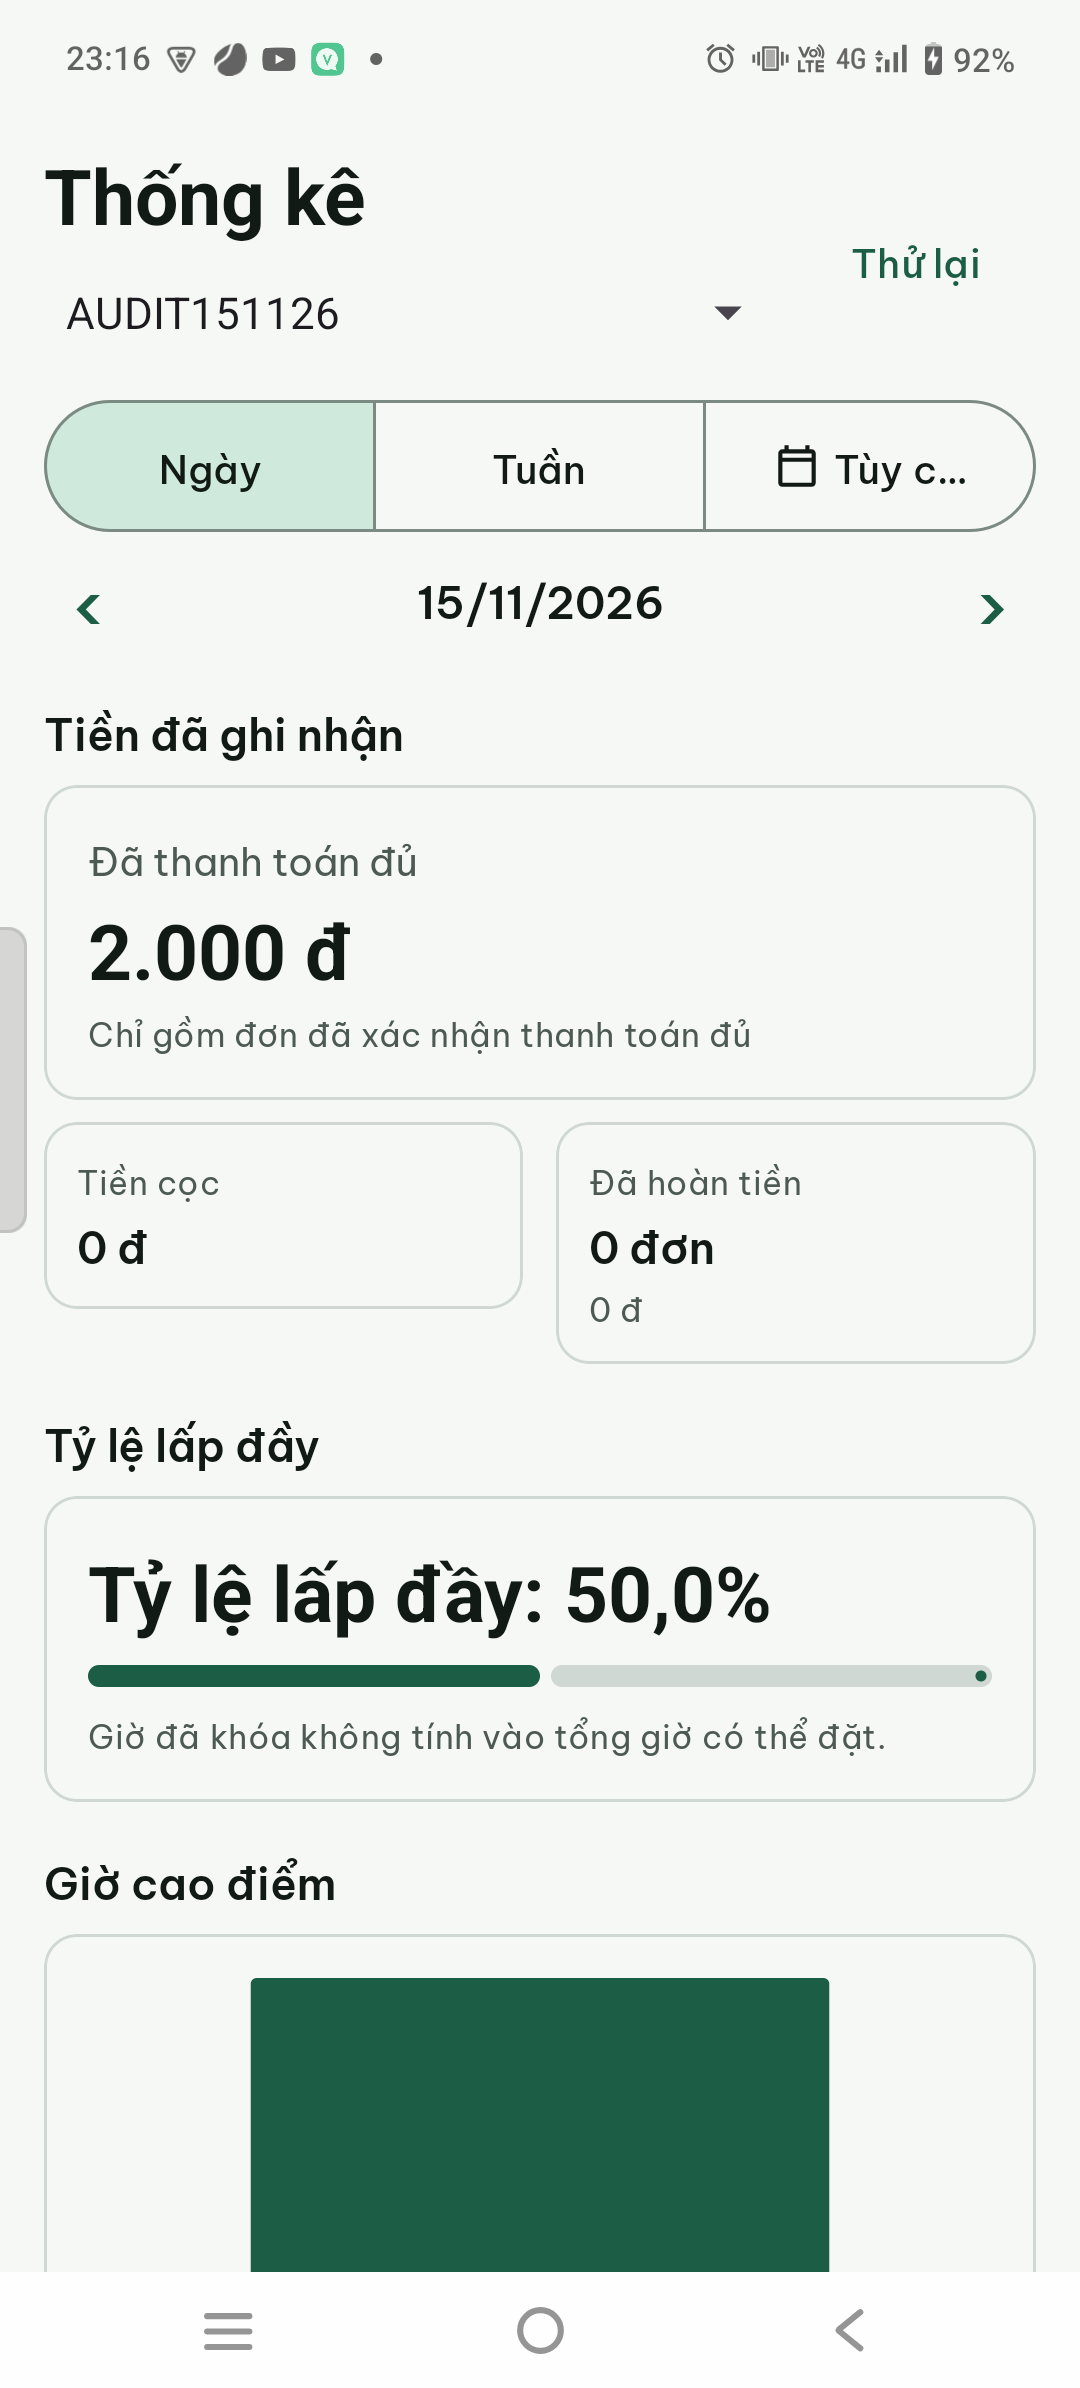 23:16
4G
92%
Thống kê
Thử lại
AUDIT151126
Ngày
Tuần
Tùy c...
15/11/2026
Tiền đã ghi nhận
Đã thanh toán đủ
2.000 đ
Chỉ gồm đơn đã xác nhận thanh toán đủ
Tiền cọc
0 đ
Đã hoàn tiền
0 đơn
0 đ
Tỷ lệ lấp đầy
Tỷ lệ lấp đầy: 50,0%
Giờ đã khóa không tính vào tổng giờ có thể đặt.
Giờ cao điểm